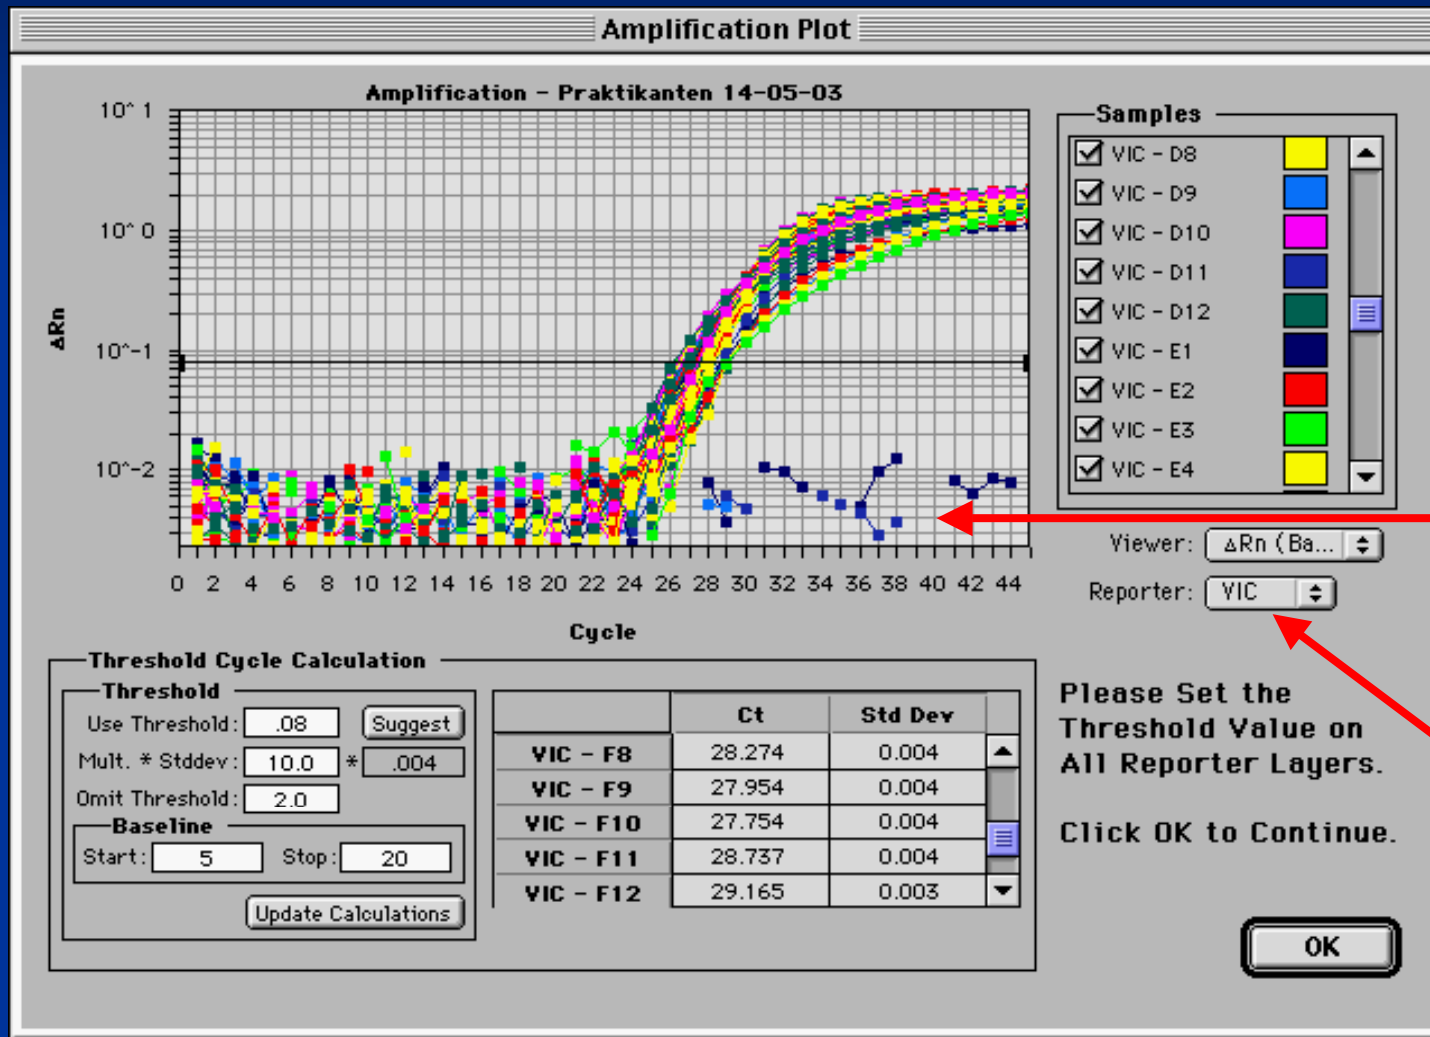 Amplification Plot
Amplification - Praktikanten 14-05-03
10^ 1
10^ 0
10^-1
10^-2
ΔRn
0 2 4 6 8 10 12 14 16 18 20 22 24 26 28 30 32 34 36 38 40 42 44
Cycle
Samples
VIC - D8
VIC - D9
VIC - D10
VIC - D11
VIC - D12
VIC - E1
VIC - E2
VIC - E3
VIC - E4
Viewer: ΔRn (Ba...
Reporter: VIC
Threshold Cycle Calculation
Threshold
Use Threshold: .08 Suggest
Mult. * Stddev: 10.0 * .004
Omit Threshold: 2.0
Baseline
Start: 5 Stop: 20
Update Calculations
Ct Std Dev
VIC - F8 28.274 0.004
VIC - F9 27.954 0.004
VIC - F10 27.754 0.004
VIC - F11 28.737 0.004
VIC - F12 29.165 0.003
Please Set the
Threshold Value on
All Reporter Layers.
Click OK to Continue.
OK